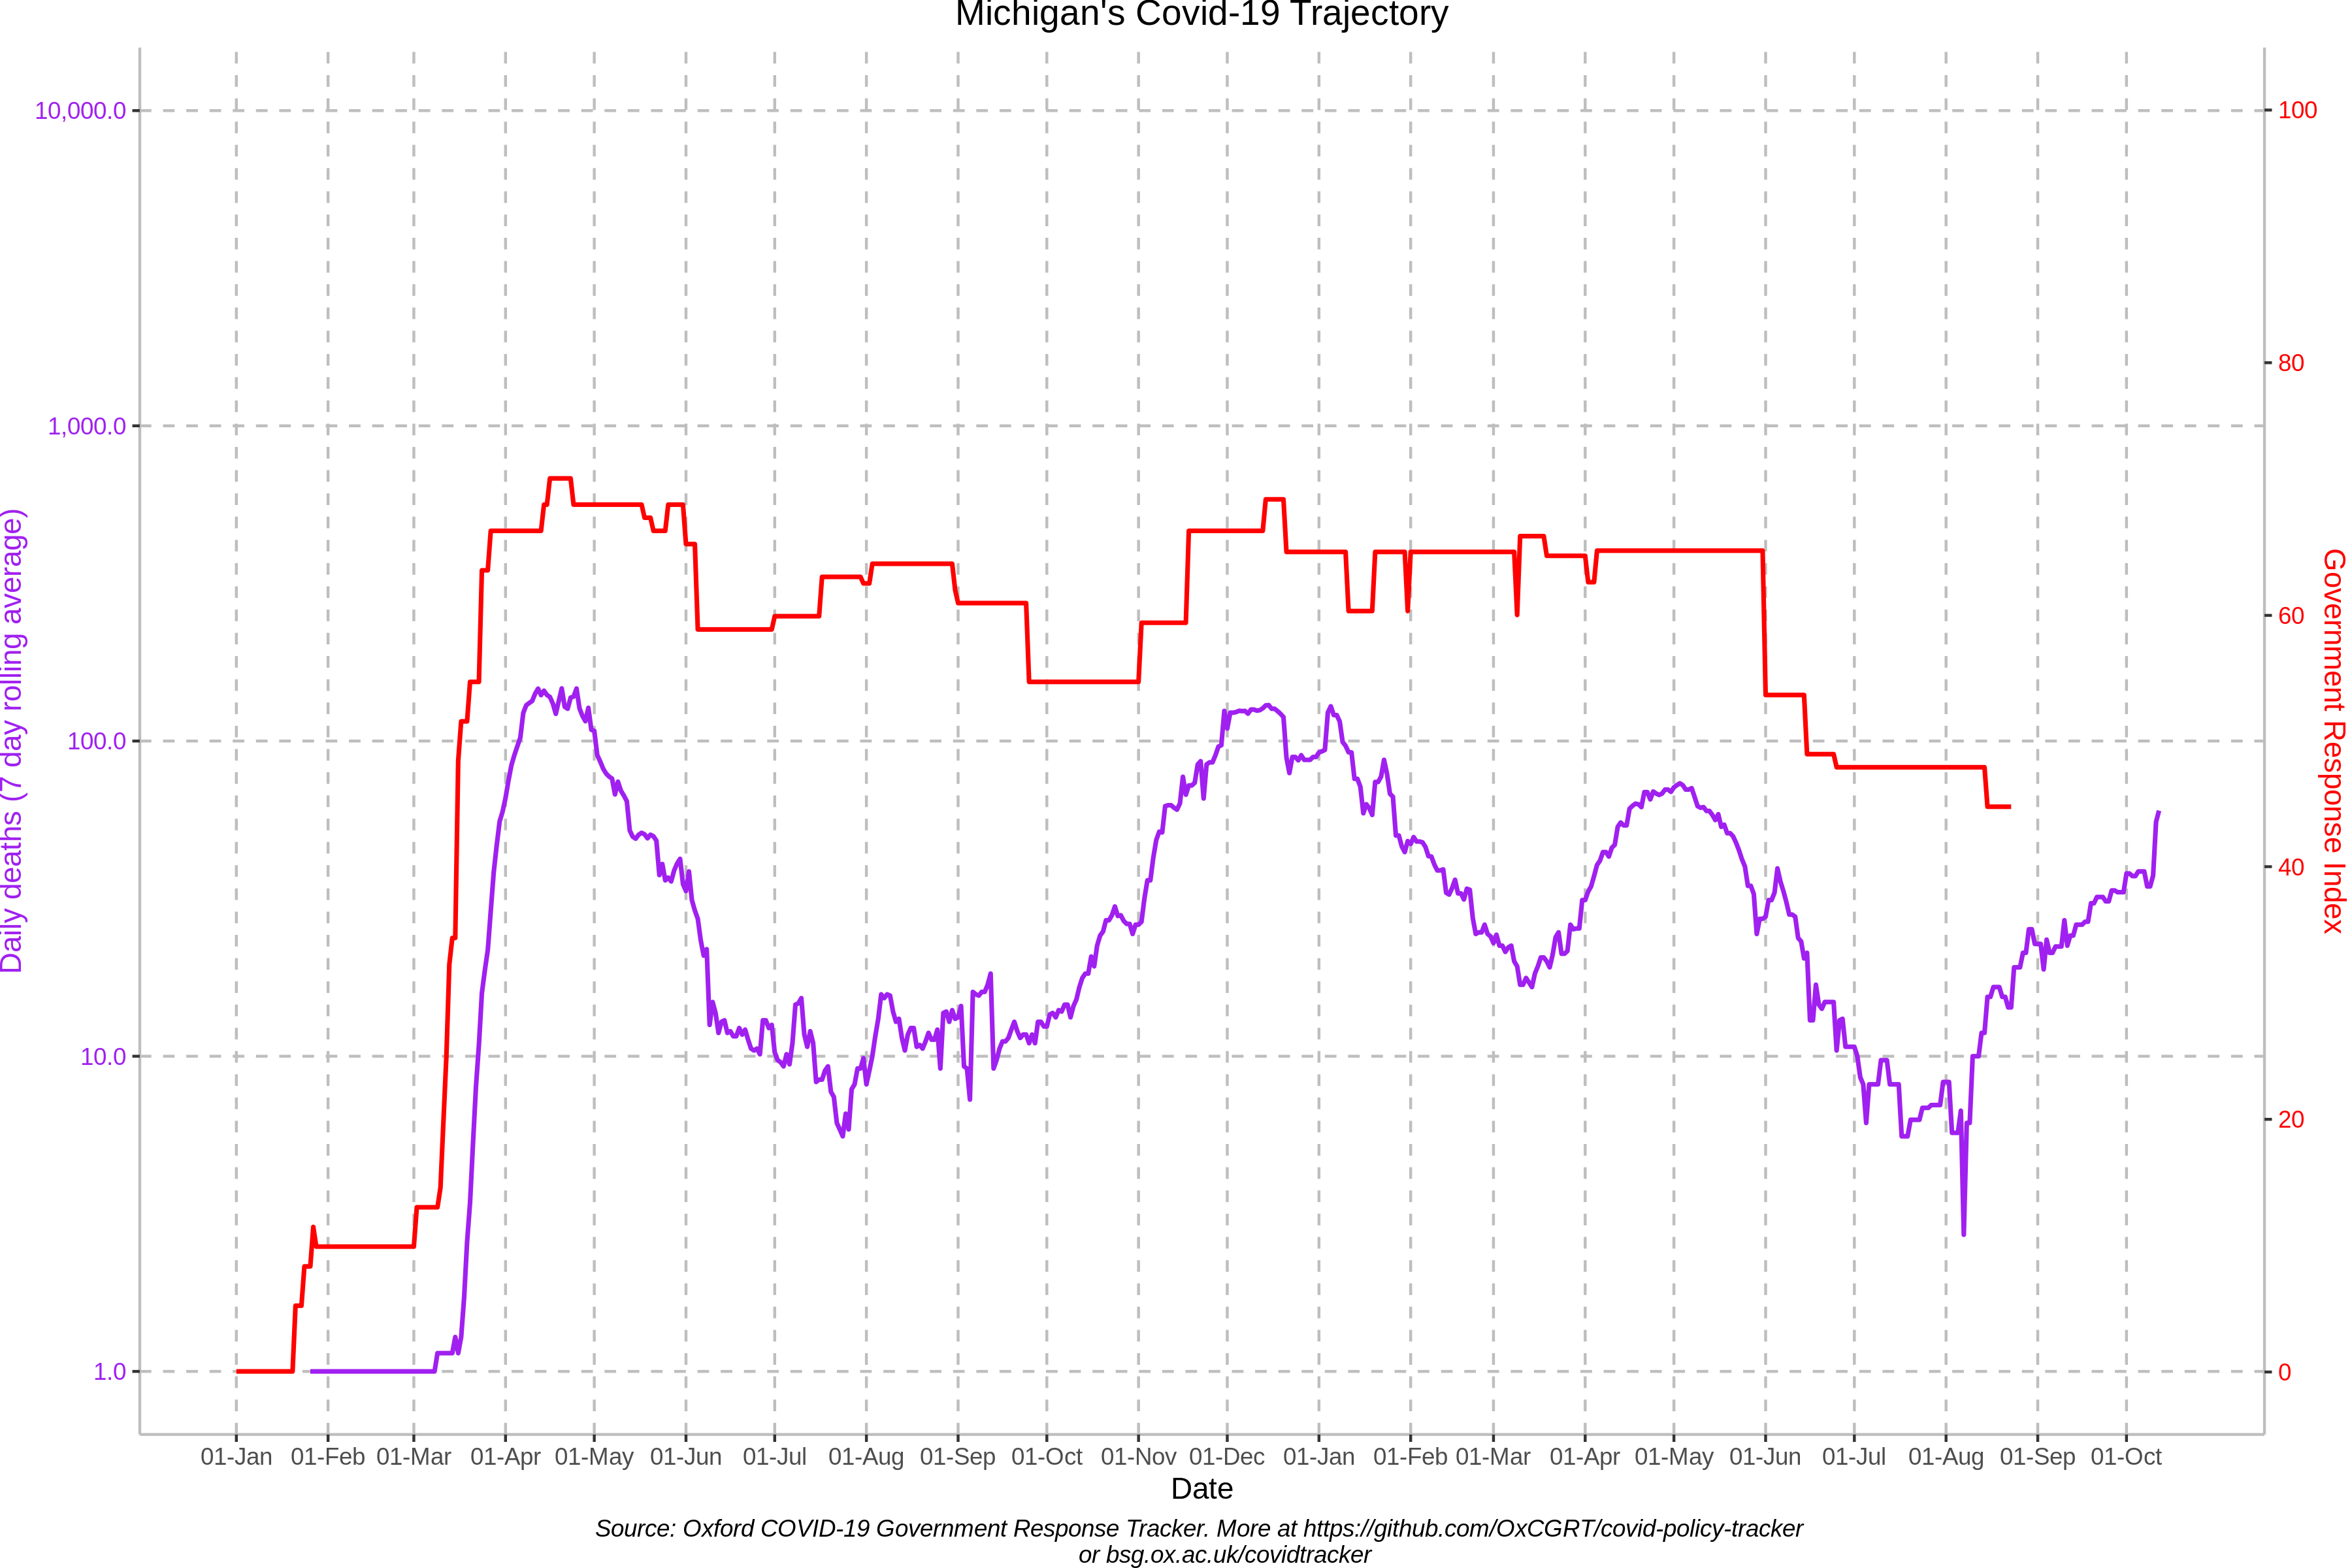 Michigan's Covid-19 Trajectory
10,000.0
1,000.0
100.0
10.0
1.0
Daily deaths (7 day rolling average)
100
80
60
40
20
0
Government Response Index
01-Jan 01-Feb 01-Mar 01-Apr 01-May 01-Jun 01-Jul 01-Aug 01-Sep 01-Oct 01-Nov 01-Dec 01-Jan 01-Feb 01-Mar 01-Apr 01-May 01-Jun 01-Jul 01-Aug 01-Sep 01-Oct
Date
Source: Oxford COVID-19 Government Response Tracker. More at https://github.com/OxCGRT/covid-policy-tracker
or bsg.ox.ac.uk/covidtracker